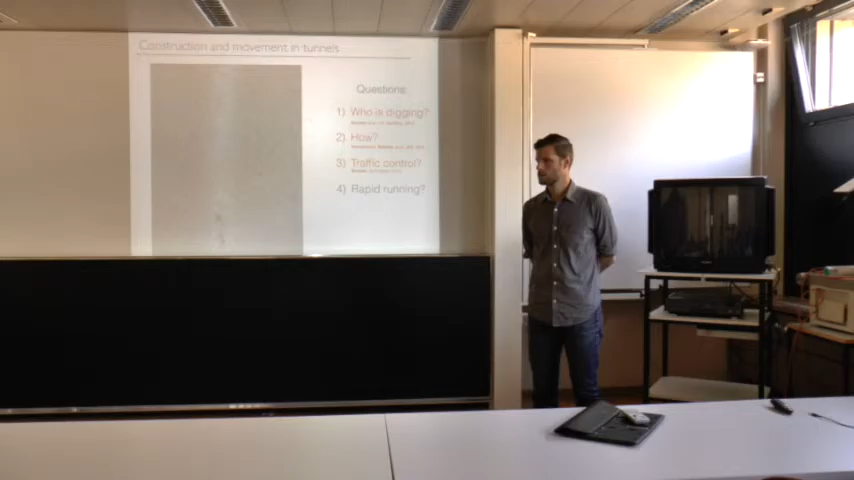 Construction and movement in tunnels
Questions:
1) Who is digging?
2) How?
3) Traffic control?
4) Rapid running?